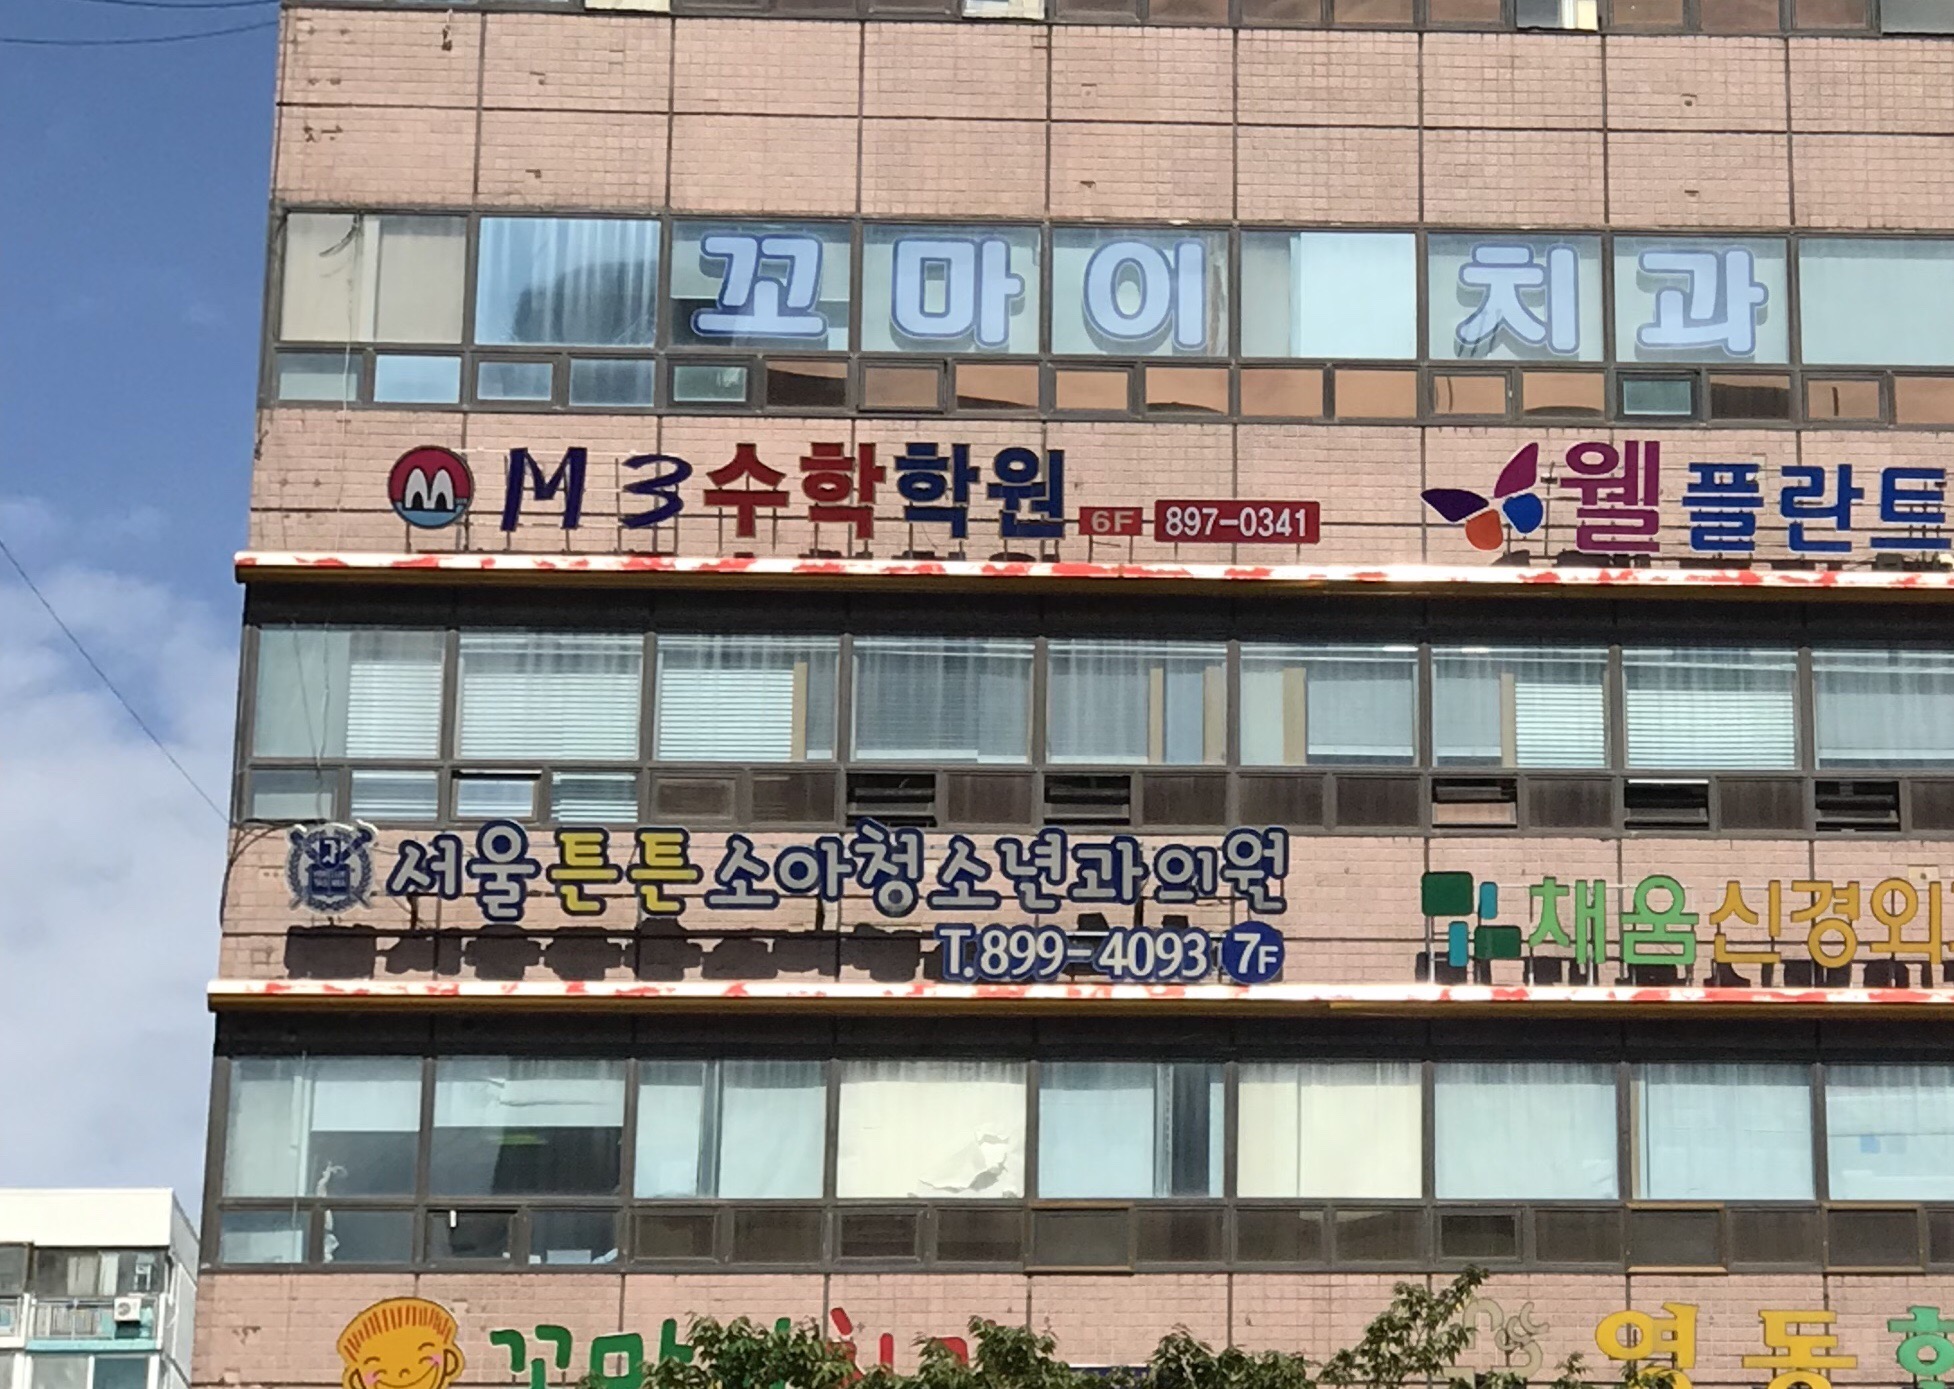 꼬마이 치과
M3수학학원 6F 897-0341
웰플란트
서울튼튼소아청소년과의원
T.899-4093 7F
채움신경외
영동